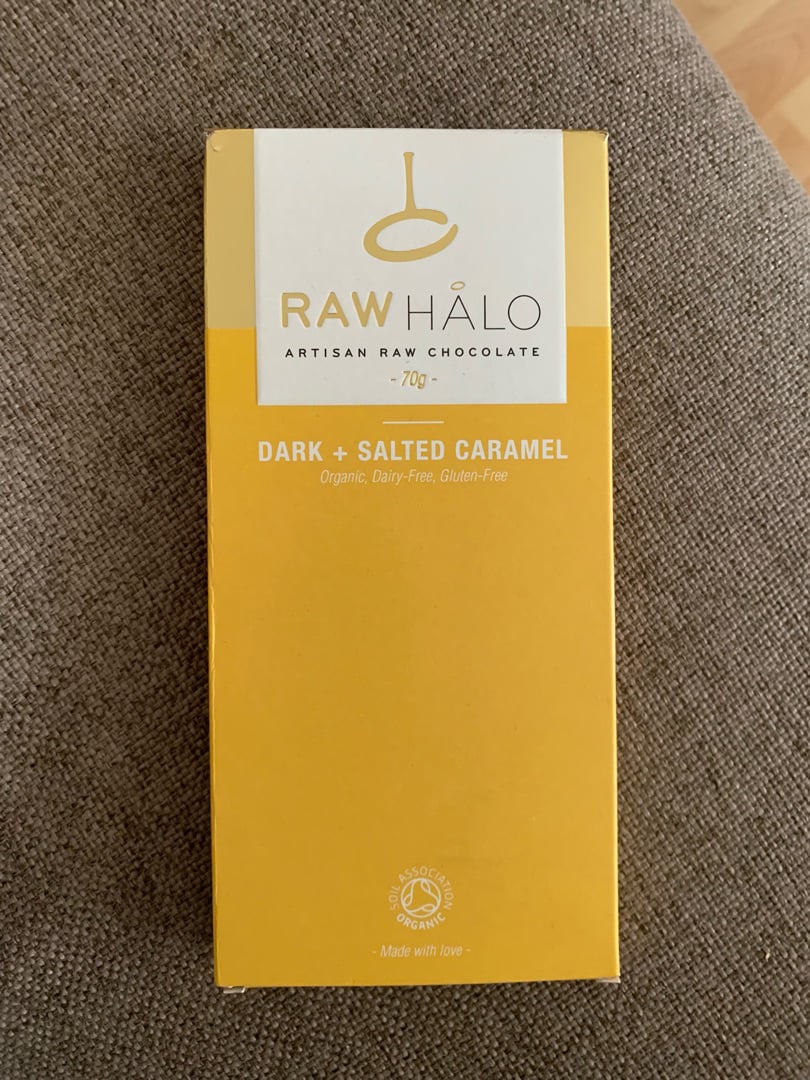 RAW HALO
ARTISAN RAW CHOCOLATE
- 70g -
DARK + SALTED CARAMEL
Organic, Dairy-Free, Gluten-Free
SOIL ASSOCIATION
ORGANIC
- Made with love -